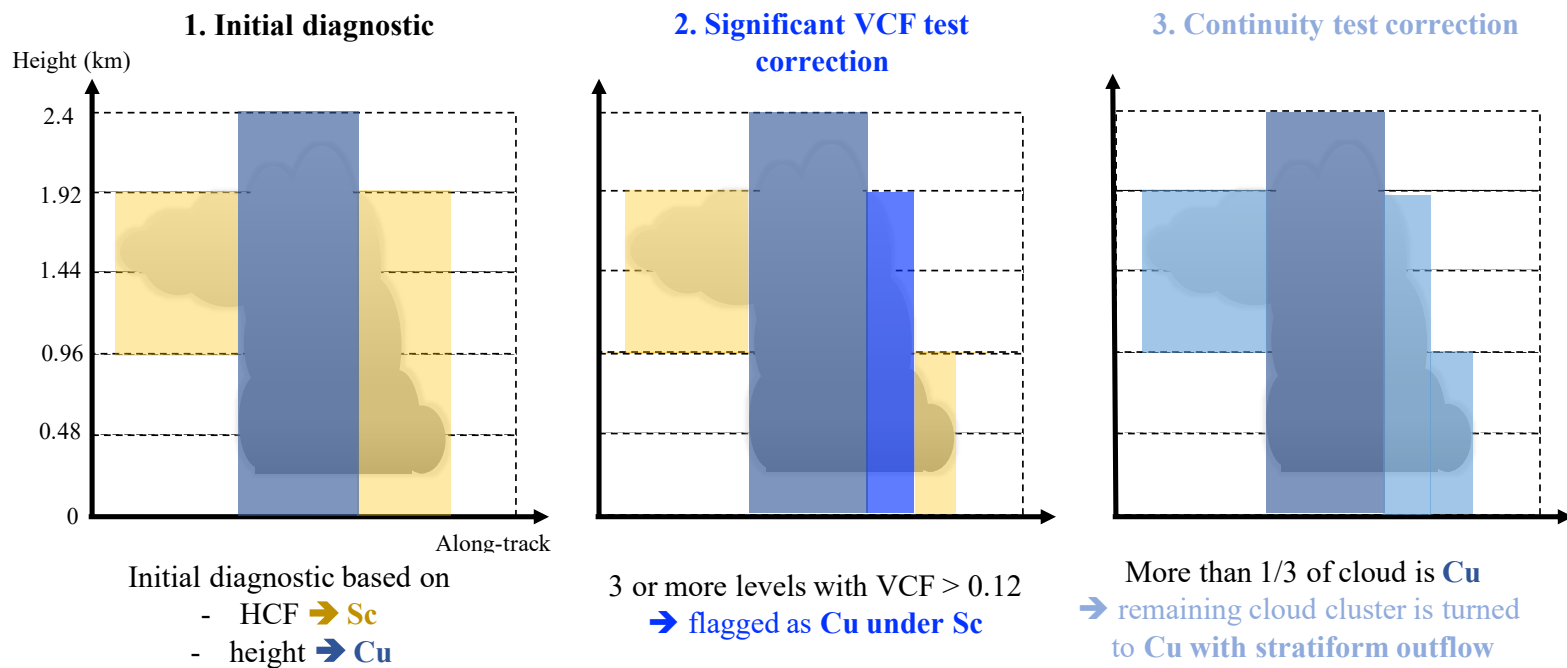 1. Initial diagnostic
Height (km)
2.4
1.92
1.44
0.96
0.48
0
Along-track
Initial diagnostic based on
- HCF ➔ Sc
- height ➔ Cu
2. Significant VCF test
correction
3 or more levels with VCF > 0.12
➔ flagged as Cu under Sc
3. Continuity test correction
More than 1/3 of cloud is Cu
➔ remaining cloud cluster is turned
to Cu with stratiform outflow